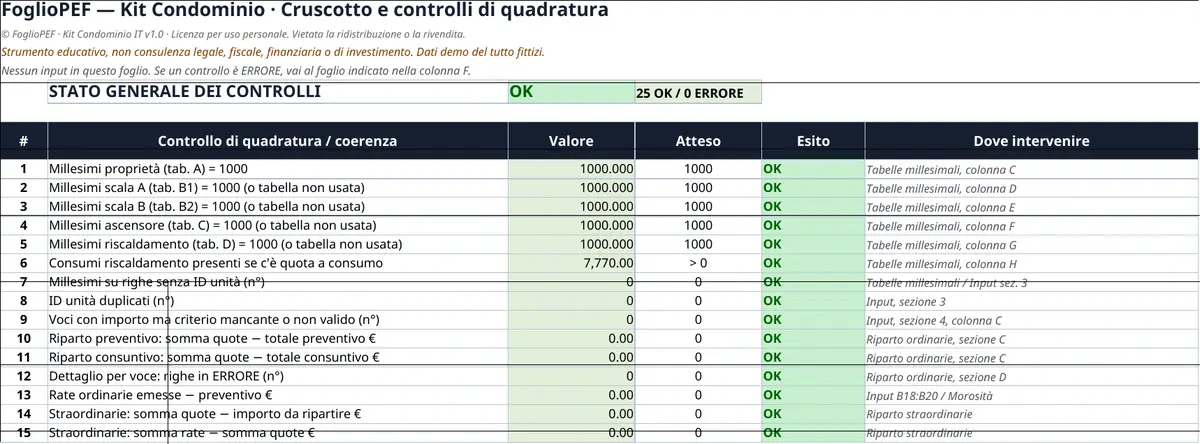 FoglioPEF — Kit Condominio · Cruscotto e controlli di quadratura
© FoglioPEF · Kit Condominio IT v1.0 · Licenza per uso personale. Vietata la ridistribuzione o la rivendita.
Strumento educativo, non consulenza legale, fiscale, finanziaria o di investimento. Dati demo del tutto fittizi.
Nessun input in questo foglio. Se un controllo è ERRORE, vai al foglio indicato nella colonna F.
STATO GENERALE DEI CONTROLLI OK 25 OK / 0 ERRORE
# Controllo di quadratura / coerenza Valore Atteso Esito Dove intervenire
1 Millesimi proprietà (tab. A) = 1000 1000.000 1000 OK Tabelle millesimali, colonna C
2 Millesimi scala A (tab. B1) = 1000 (o tabella non usata) 1000.000 1000 OK Tabelle millesimali, colonna D
3 Millesimi scala B (tab. B2) = 1000 (o tabella non usata) 1000.000 1000 OK Tabelle millesimali, colonna E
4 Millesimi ascensore (tab. C) = 1000 (o tabella non usata) 1000.000 1000 OK Tabelle millesimali, colonna F
5 Millesimi riscaldamento (tab. D) = 1000 (o tabella non usata) 1000.000 1000 OK Tabelle millesimali, colonna G
6 Consumi riscaldamento presenti se c'è quota a consumo 7,770.00 > 0 OK Tabelle millesimali, colonna H
7 Millesimi su righe senza ID unità (n°) 0 0 OK Tabelle millesimali / Input sez. 3
8 ID unità duplicati (n°) 0 0 OK Input, sezione 3
9 Voci con importo ma criterio mancante o non valido (n°) 0 0 OK Input, sezione 4, colonna C
10 Riparto preventivo: somma quote − totale preventivo € 0.00 0 OK Riparto ordinarie, sezione C
11 Riparto consuntivo: somma quote − totale consuntivo € 0.00 0 OK Riparto ordinarie, sezione C
12 Dettaglio per voce: righe in ERRORE (n°) 0 0 OK Riparto ordinarie, sezione D
13 Rate ordinarie emesse − preventivo € 0.00 0 OK Input B18:B20 / Morosità
14 Straordinarie: somma quote − importo da ripartire € 0.00 0 OK Riparto straordinarie
15 Straordinarie: somma rate − somma quote € 0.00 0 OK Riparto straordinarie